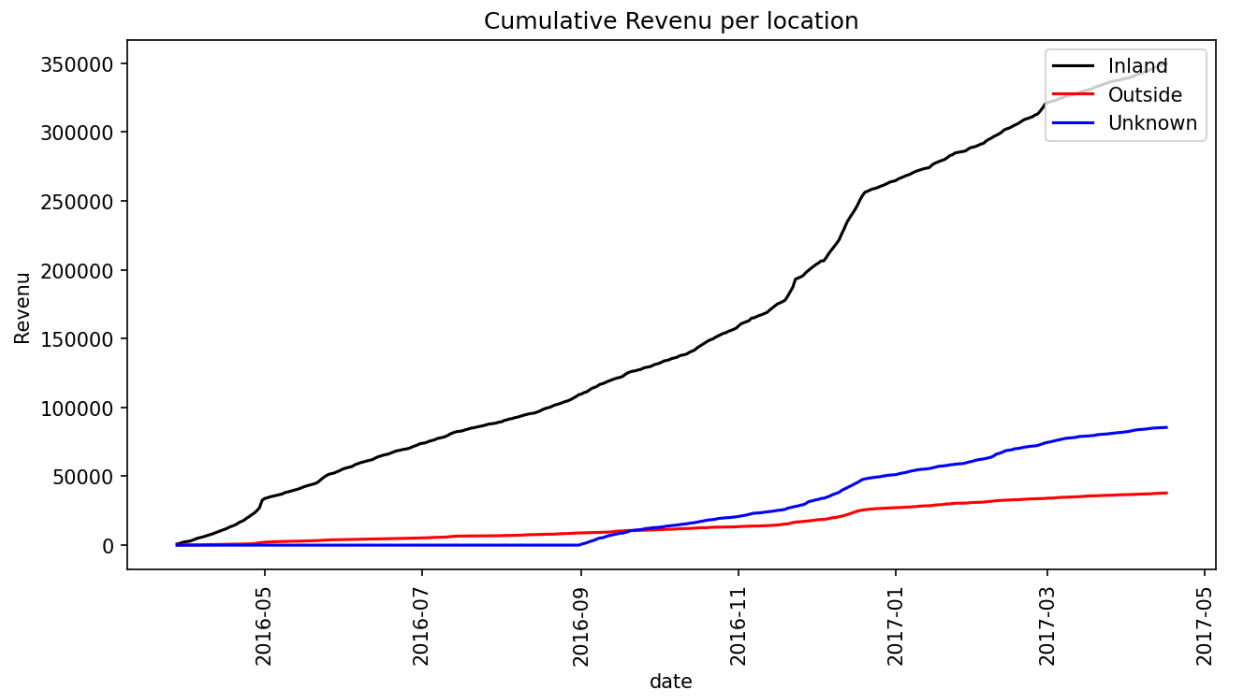 Cumulative Revenu per location
Inland
Outside
Unknown
Revenu
350000
300000
250000
200000
150000
100000
50000
0
2016-05
2016-07
2016-09
2016-11
2017-01
2017-03
2017-05
date